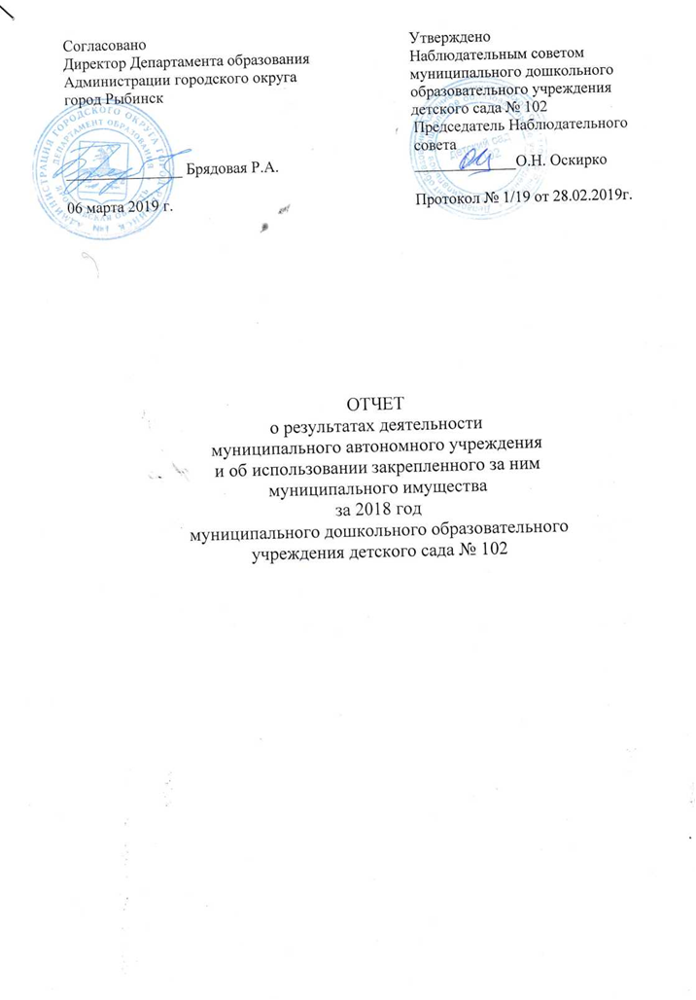 Согласовано
Директор Департамента образования
Администрации городского округа
город Рыбинск
Брядовая Р.А.
06 марта 2019 г.
Утверждено
Наблюдательным советом
муниципального дошкольного
образовательного учреждения
детского сада № 102
Председатель Наблюдательного
совета
О.Н. Оскирко
Протокол № 1/19 от 28.02.2019г.
ОТЧЕТ
о результатах деятельности
муниципального автономного учреждения
и об использовании закрепленного за ним
муниципального имущества
за 2018 год
муниципального дошкольного образовательного
учреждения детского сада № 102